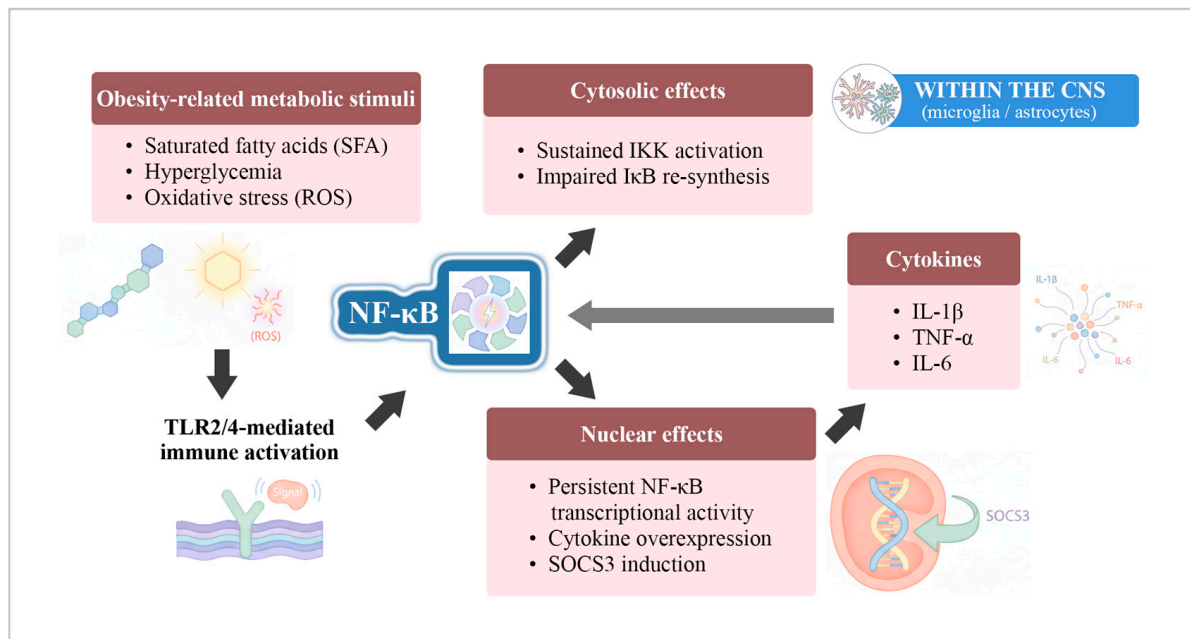 Obesity-related metabolic stimuli
• Saturated fatty acids (SFA)
• Hyperglycemia
• Oxidative stress (ROS)
(ROS)
TLR2/4-mediated
immune activation
Signal
NF-κB
Cytosolic effects
• Sustained IKK activation
• Impaired IκB re-synthesis
WITHIN THE CNS
(microglia / astrocytes)
Cytokines
• IL-1β
• TNF-α
• IL-6
IL-1β
TNF-α
IL-6
IL-6
Nuclear effects
• Persistent NF-κB
transcriptional activity
• Cytokine overexpression
• SOCS3 induction
SOCS3